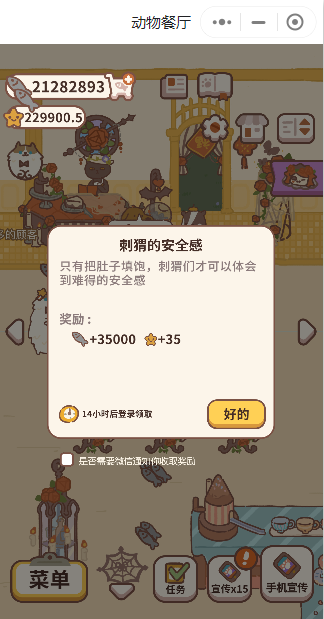 动物餐厅
21282893
229900.5
多的顾客
刺猬的安全感
只有把肚子填饱，刺猬们才可以体会
到难得的安全感
奖励：
+35000 +35
14小时后登录领取
好的
是否需要微信通知你收取奖励
菜单
任务
宣传x15
手机宣传